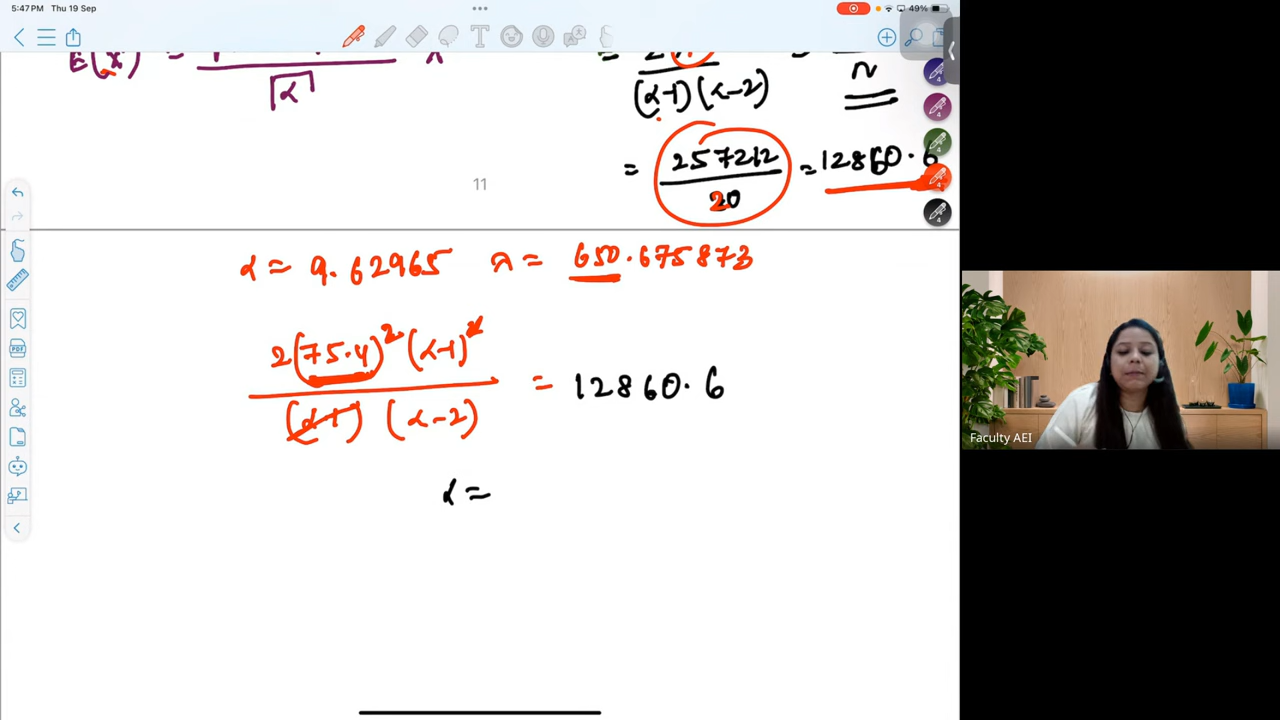 5:47 PM Thu 19 Sep
49%
E(x) = λ
Γα
(α-1)(α-2)
n
= 257212/20 = 12860.6
11
α = 9.62965 λ = 650.675873
2(75.4)²(α-1)²
= 12860.6
(α-1) (α-2)
α =
Faculty AEI